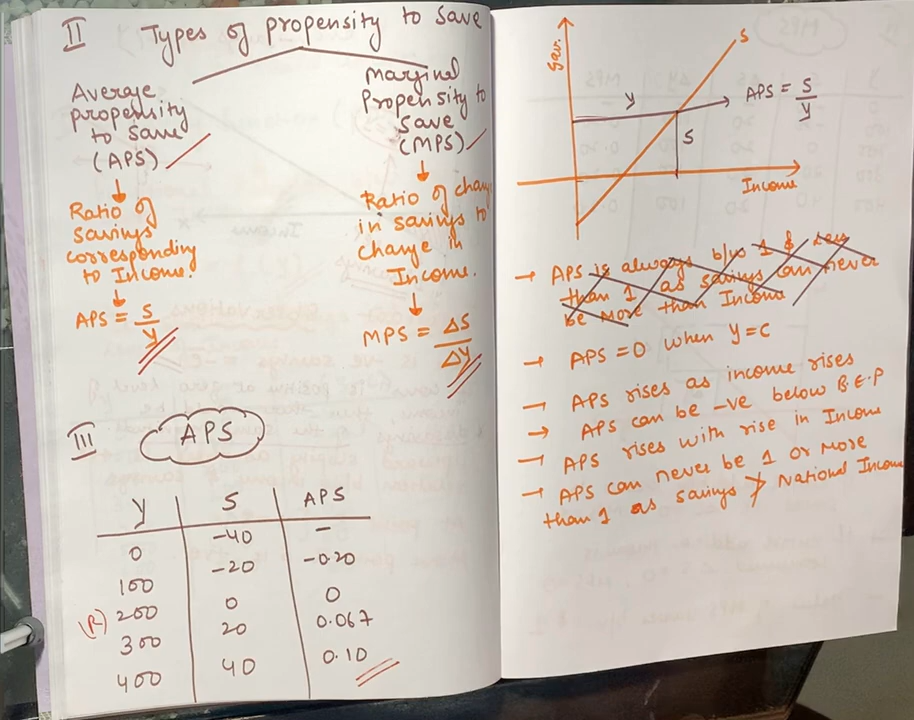 II Types of propensity to save
Average
propensity
to save
(APS)
Ratio of
savings
corresponding
to Income.
APS = S/Y
Marginal
Propensity to
Save
(MPS)
Ratio of change
in savings to
change in
Income.
MPS = ΔS/ΔY
III APS
Y S APS
0 -40 -
100 -20 -0.20
(R) 200 0 0
300 20 0.067
400 40 0.10
Sav.
S
Y
APS = S/Y
S
Income
→ APS is always b/w 1 & less
than 1 as savings can never
be more than Income
→ APS = 0 when Y=C
→ APS rises as income rises
→ APS can be -ve below B.E.P
→ APS rises with rise in Income
→ APS can never be 1 or more
than 1 as savings ≯ National Income